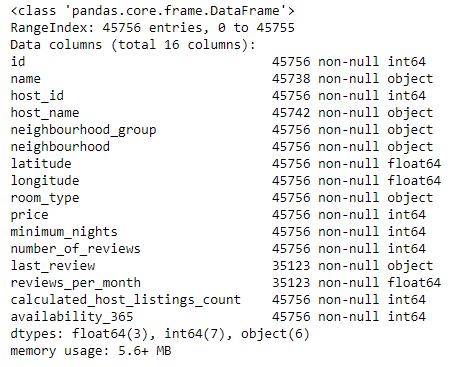 <class 'pandas.core.frame.DataFrame'>
RangeIndex: 45756 entries, 0 to 45755
Data columns (total 16 columns):
id                                45756 non-null int64
name                              45738 non-null object
host_id                           45756 non-null int64
host_name                         45742 non-null object
neighbourhood_group               45756 non-null object
neighbourhood                     45756 non-null object
latitude                          45756 non-null float64
longitude                         45756 non-null float64
room_type                         45756 non-null object
price                             45756 non-null int64
minimum_nights                    45756 non-null int64
number_of_reviews                 45756 non-null int64
last_review                       35123 non-null object
reviews_per_month                 35123 non-null float64
calculated_host_listings_count    45756 non-null int64
availability_365                  45756 non-null int64
dtypes: float64(3), int64(7), object(6)
memory usage: 5.6+ MB